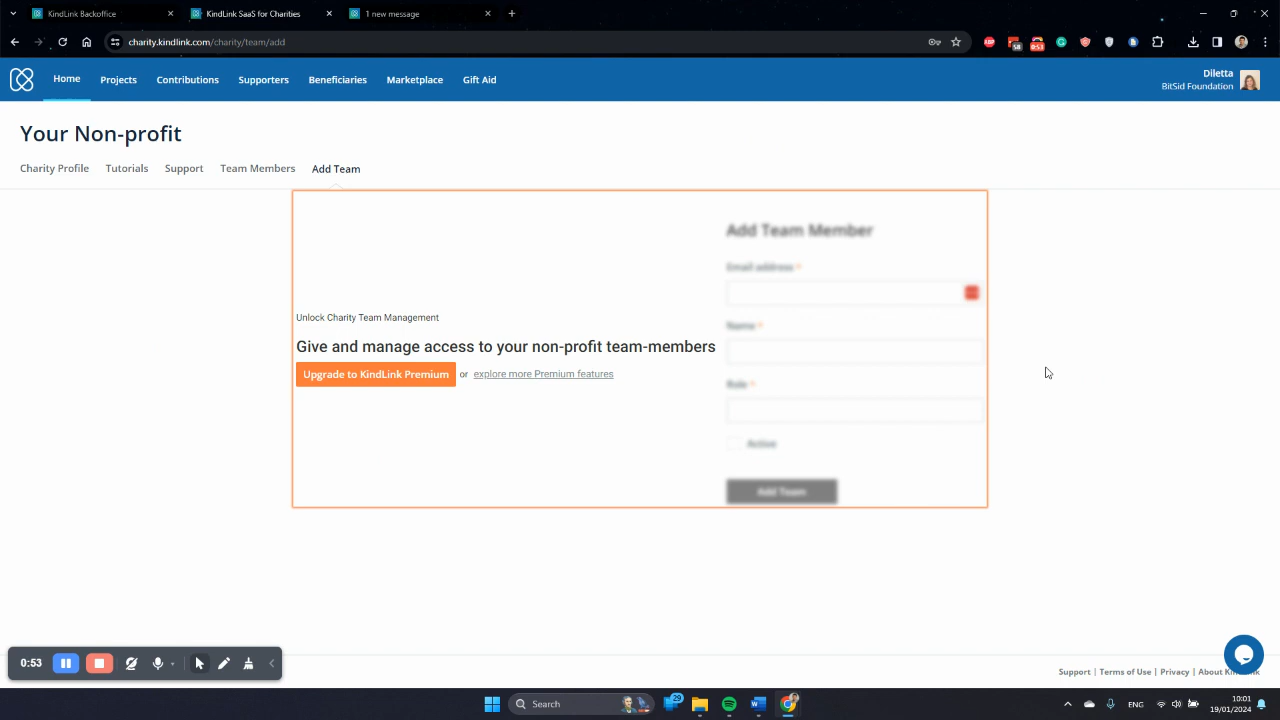 KindLink Backoffice
KindLink SaaS for Charities
1 new message
charity.kindlink.com/charity/team/add
58
0:53
Home
Projects
Contributions
Supporters
Beneficiaries
Marketplace
Gift Aid
Diletta
BitSid Foundation
Your Non-profit
Charity Profile
Tutorials
Support
Team Members
Add Team
Add Team Member
Email address *
Name *
Role *
Active
Add Team
Unlock Charity Team Management
Give and manage access to your non-profit team-members
Upgrade to KindLink Premium or explore more Premium features
0:53
Support | Terms of Use | Privacy | About
Search
29
ENG
10:01
19/01/2024